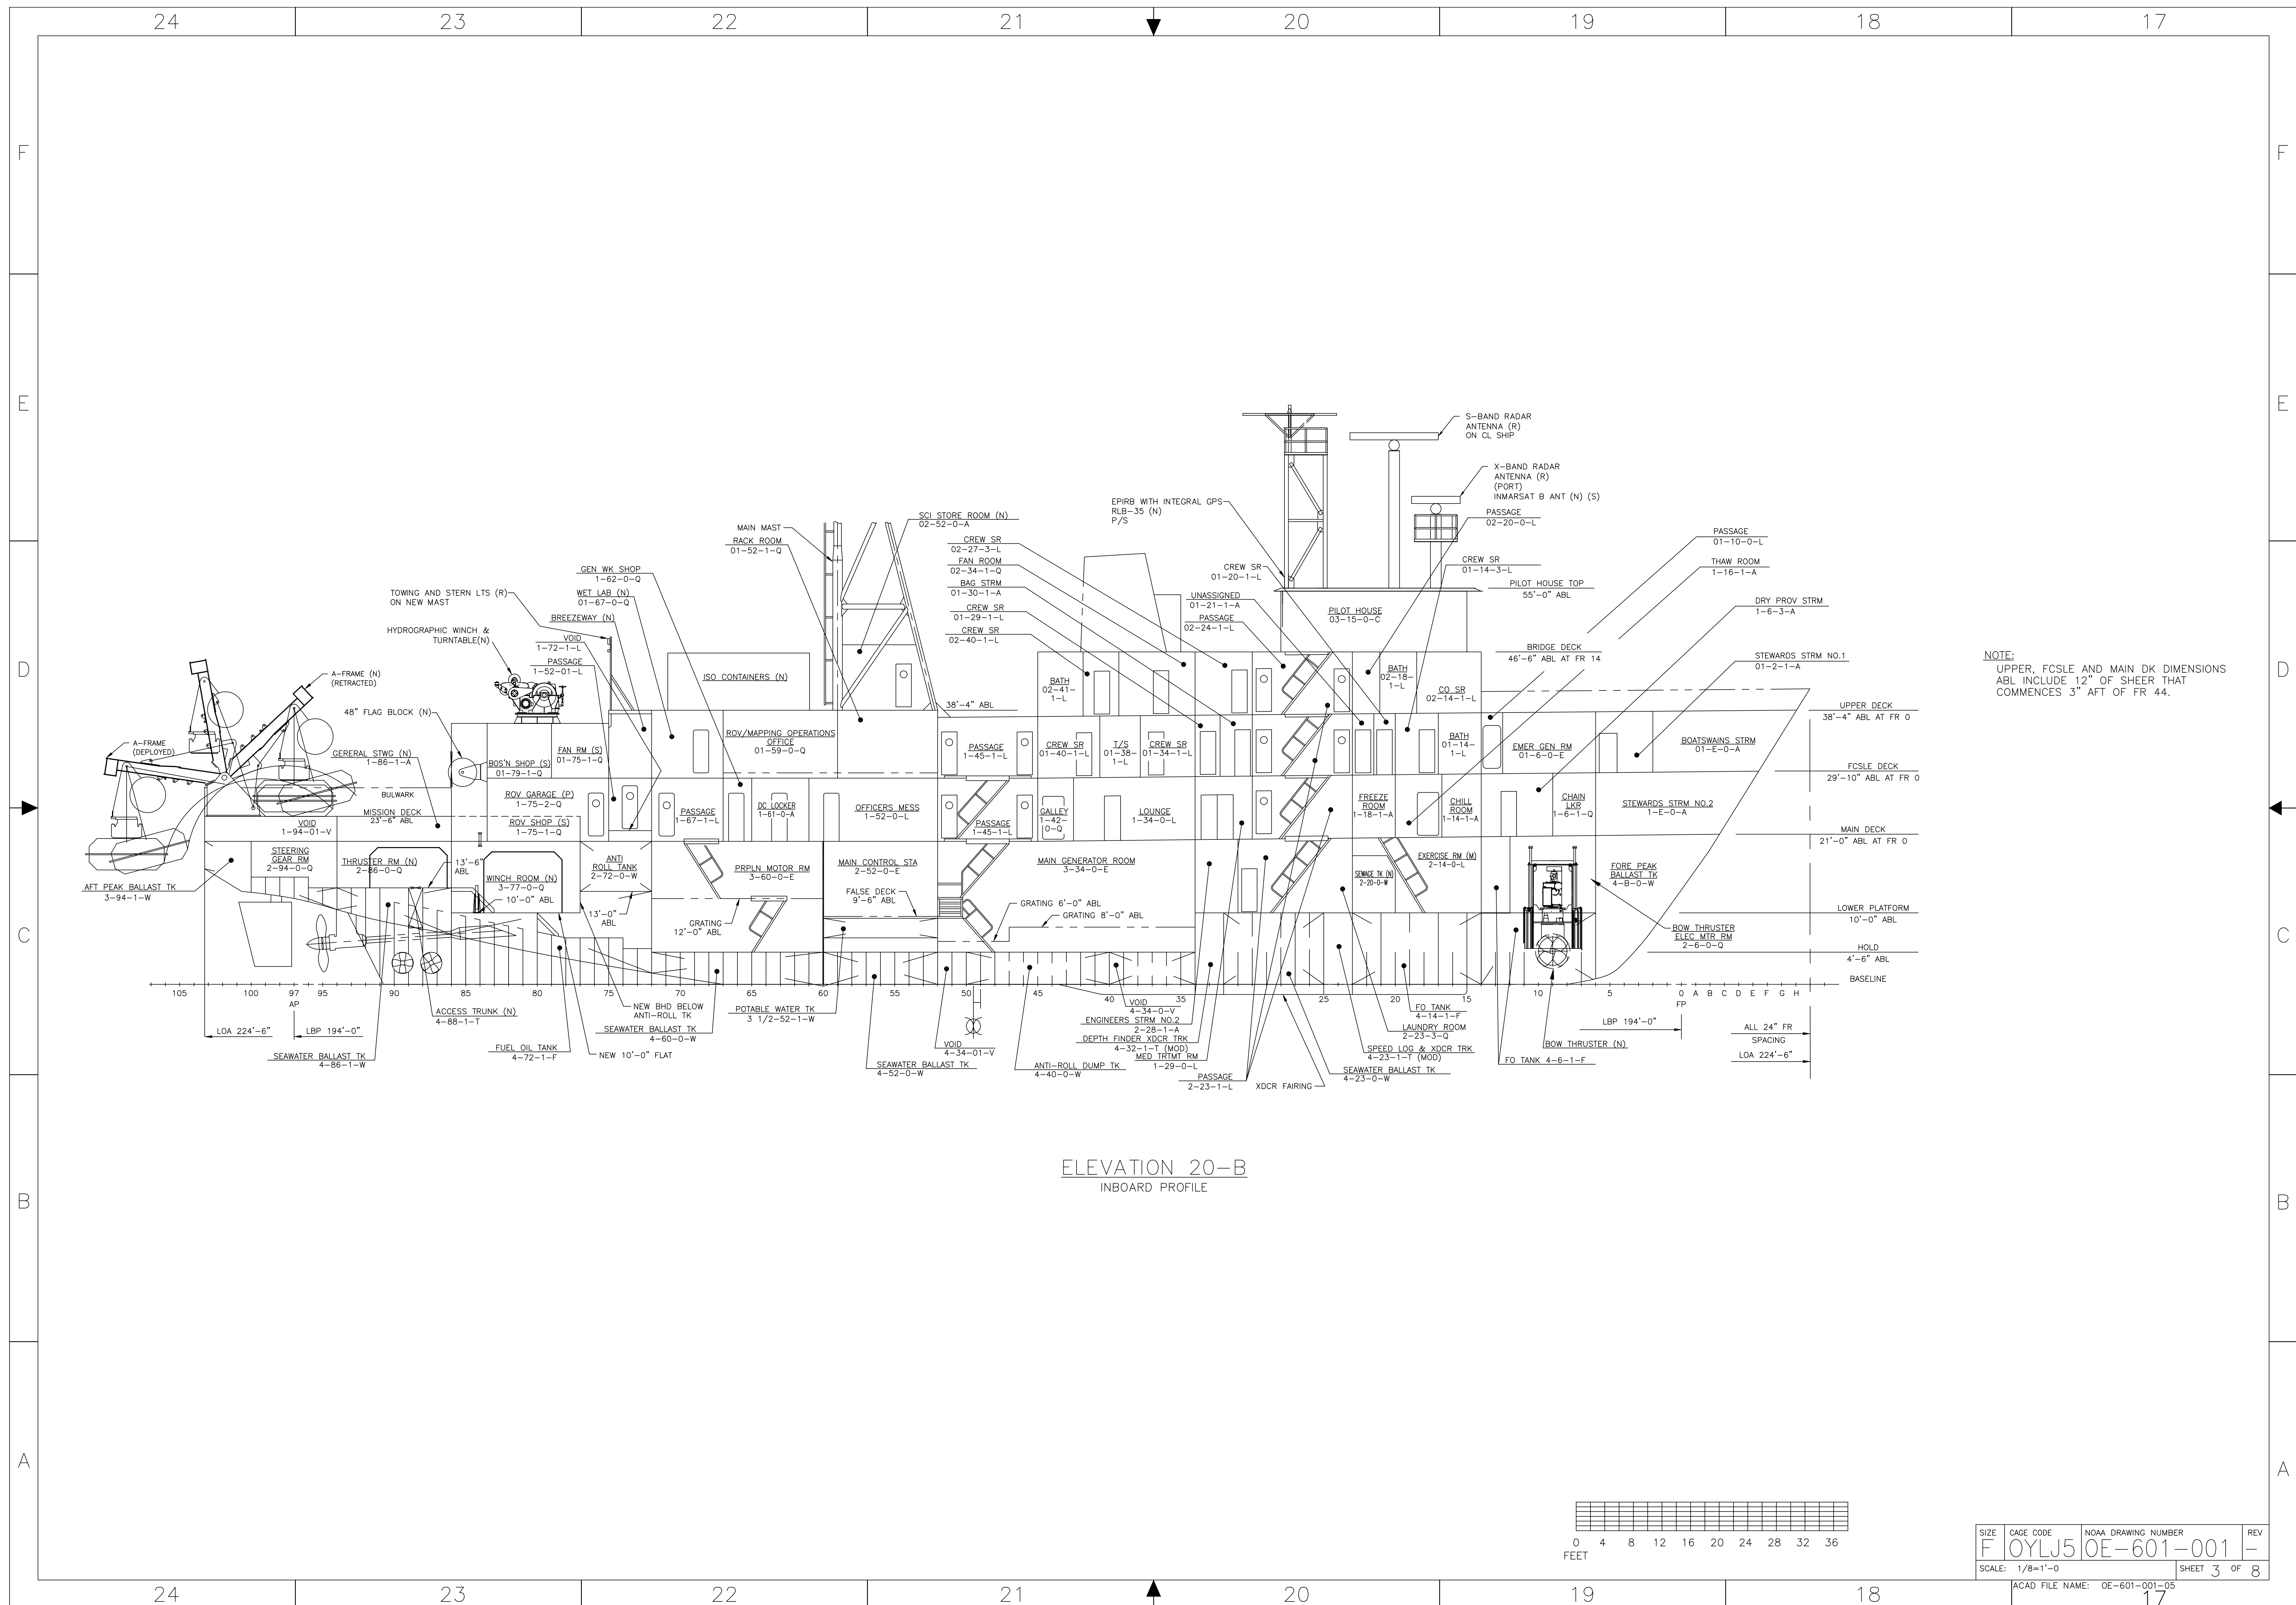 24 23 22 21 20 19 18 17
F F
E E
D D
C C
B B
A A
S-BAND RADAR
ANTENNA (R)
ON CL SHIP
X-BAND RADAR
ANTENNA (R)
(PORT)
INMARSAT B ANT (N) (S)
EPIRB WITH INTEGRAL GPS
RLB-35 (N)
P/S
PASSAGE
02-20-0-L
SCI STORE ROOM (N)
02-52-0-A
MAIN MAST
RACK ROOM
01-52-1-Q
CREW SR
02-27-3-L
FAN ROOM
02-34-1-Q
BAG STRM
01-30-1-A
CREW SR
01-29-1-L
CREW SR
02-40-1-L
CREW SR
01-20-1-L
UNASSIGNED
01-21-1-A
PASSAGE
02-24-1-L
CREW SR
01-14-3-L
PILOT HOUSE TOP
55'-0" ABL
PASSAGE
01-10-0-L
THAW ROOM
1-16-1-A
DRY PROV STRM
1-6-3-A
BRIDGE DECK
46'-6" ABL AT FR 14
STEWARDS STRM NO.1
01-2-1-A
NOTE:
UPPER, FCSLE AND MAIN DK DIMENSIONS
ABL INCLUDE 12" OF SHEER THAT
COMMENCES 3" AFT OF FR 44.
GEN WK SHOP
1-62-0-Q
WET LAB (N)
01-67-0-Q
TOWING AND STERN LTS (R)
ON NEW MAST
BREEZEWAY (N)
HYDROGRAPHIC WINCH &
TURNTABLE(N)
VOID
1-72-1-L
PASSAGE
1-52-01-L
A-FRAME (N)
(RETRACTED)
48" FLAG BLOCK (N)
A-FRAME
(DEPLOYED)
GERERAL STWG (N)
1-86-1-A
PILOT HOUSE
03-15-0-C
ISO CONTAINERS (N)
38'-4" ABL
BATH
02-41-
1-L
BATH
02-18-
1-L
CO SR
02-14-1-L
UPPER DECK
38'-4" ABL AT FR 0
FAN RM (S)
01-75-1-Q
BOS'N SHOP (S)
01-79-1-Q
ROV/MAPPING OPERATIONS
OFFICE
01-59-0-Q
PASSAGE
1-45-1-L
CREW SR
01-40-1-L
T/S
01-38-
1-L
CREW SR
01-34-1-L
BATH
01-14-
1-L
EMER GEN RM
01-6-0-E
BOATSWAINS STRM
01-E-0-A
FCSLE DECK
29'-10" ABL AT FR 0
BULWARK
MISSION DECK
23'-6" ABL
VOID
1-94-01-V
ROV GARAGE (P)
1-75-2-Q
ROV SHOP (S)
1-75-1-Q
PASSAGE
1-67-1-L
DC LOCKER
1-61-0-A
OFFICERS MESS
1-52-0-L
PASSAGE
1-45-1-L
GALLEY
1-42-
10-Q
LOUNGE
1-34-0-L
FREEZE
ROOM
1-18-1-A
CHILL
ROOM
1-14-1-A
CHAIN
LKR
1-6-1-Q
STEWARDS STRM NO.2
1-E-0-A
MAIN DECK
21'-0" ABL AT FR 0
STEERING
GEAR RM
2-94-0-Q
THRUSTER RM (N)
2-86-0-Q
13'-6"
ABL
WINCH ROOM (N)
3-77-0-Q
10'-0" ABL
ANTI
ROLL TANK
2-72-0-W
13'-0"
ABL
PRPLN MOTOR RM
3-60-0-E
GRATING
12'-0" ABL
MAIN CONTROL STA
2-52-0-E
FALSE DECK
9'-6" ABL
MAIN GENERATOR ROOM
3-34-0-E
GRATING 6'-0" ABL
GRATING 8'-0" ABL
SEWAGE TK (N)
2-20-0-W
EXERCISE RM (M)
2-14-0-L
FORE PEAK
BALLAST TK
4-B-0-W
BOW THRUSTER
ELEC MTR RM
2-6-0-Q
LOWER PLATFORM
10'-0" ABL
HOLD
4'-6" ABL
BASELINE
AFT PEAK BALLAST TK
3-94-1-W
105 100 97 95 90 85 80 75 70 65 60 55 50 45 40 35 25 20 15 10 5 0 A B C D E F G H
AP
FP
LOA 224'-6"
LBP 194'-0"
SEAWATER BALLAST TK
4-86-1-W
ACCESS TRUNK (N)
4-88-1-T
FUEL OIL TANK
4-72-1-F
NEW 10'-0" FLAT
NEW BHD BELOW
ANTI-ROLL TK
SEAWATER BALLAST TK
4-60-0-W
POTABLE WATER TK
3 1/2-52-1-W
SEAWATER BALLAST TK
4-52-0-W
VOID
4-34-01-V
ANTI-ROLL DUMP TK
4-40-0-W
VOID
4-34-0-V
ENGINEERS STRM NO.2
2-28-1-A
DEPTH FINDER XDCR TRK
4-32-1-T (MOD)
MED TRTMT RM
1-29-0-L
PASSAGE
2-23-1-L
XDCR FAIRING
FO TANK
4-14-1-F
LAUNDRY ROOM
2-23-3-Q
SPEED LOG & XDCR TRK
4-23-1-T (MOD)
SEAWATER BALLAST TK
4-23-0-W
FO TANK 4-6-1-F
BOW THRUSTER (N)
LBP 194'-0"
ALL 24" FR
SPACING
LOA 224'-6"
ELEVATION 20-B
INBOARD PROFILE
0 4 8 12 16 20 24 28 32 36
FEET
SIZE CAGE CODE NOAA DRAWING NUMBER REV
F 0YLJ5 0E-601-001 -
SCALE: 1/8=1'-0 SHEET 3 OF 8
ACAD FILE NAME: 0E-601-001-05
24 23 22 21 20 19 18 17